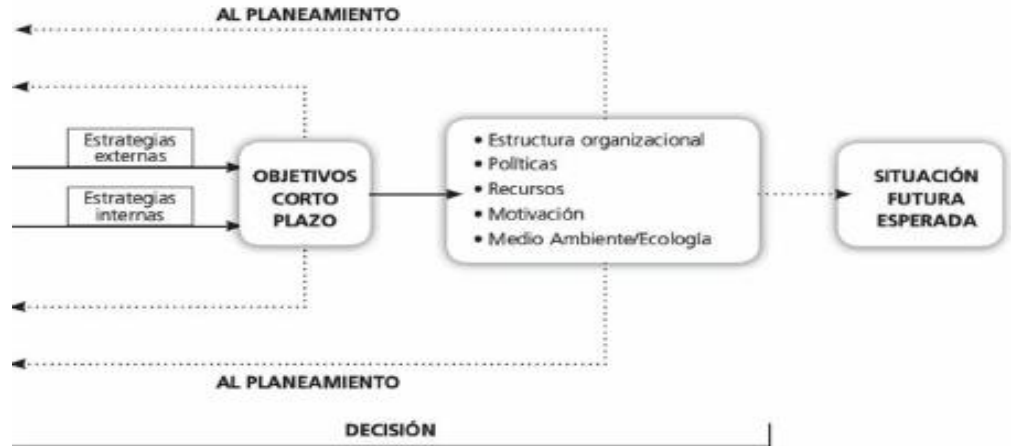 AL PLANEAMIENTO
Estrategias
externas
Estrategias
internas
OBJETIVOS
CORTO
PLAZO
• Estructura organizacional
• Políticas
• Recursos
• Motivación
• Medio Ambiente/Ecología
SITUACIÓN
FUTURA
ESPERADA
AL PLANEAMIENTO
DECISIÓN